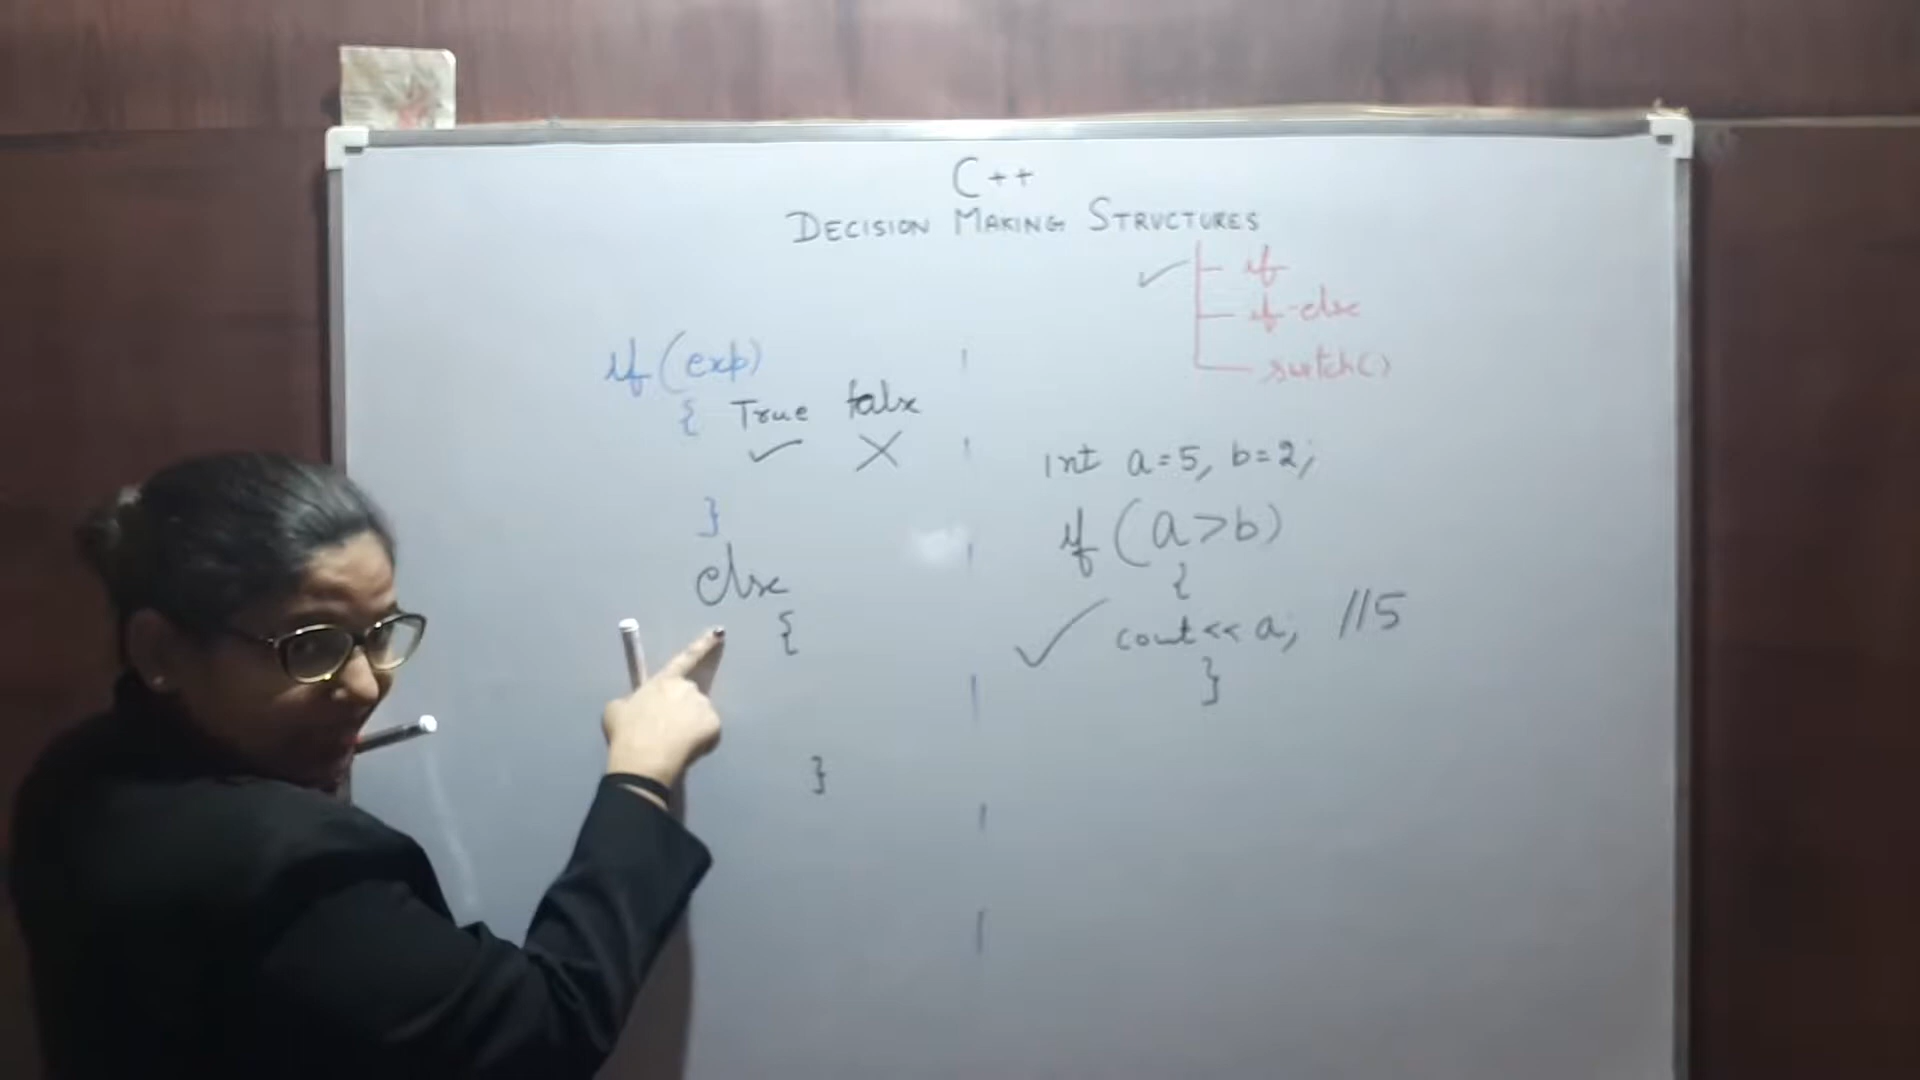 C++
DECISION MAKING STRUCTURES
if
if-else
switch()
if (exp)
{ True false
}
else
{
}
int a=5, b=2;
if (a>b)
{
cout<< a; //5
}